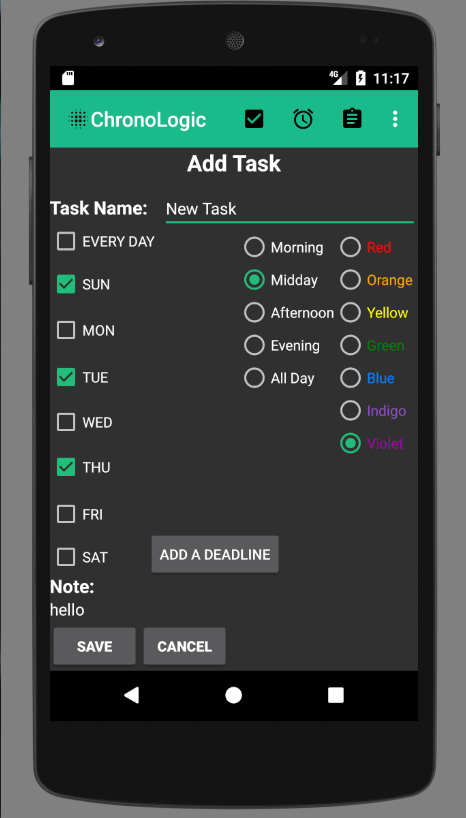 4G 11:17
ChronoLogic
Add Task
Task Name: New Task
EVERY DAY
SUN
MON
TUE
WED
THU
FRI
SAT
Morning
Midday
Afternoon
Evening
All Day
Red
Orange
Yellow
Green
Blue
Indigo
Violet
ADD A DEADLINE
Note:
hello
SAVE CANCEL